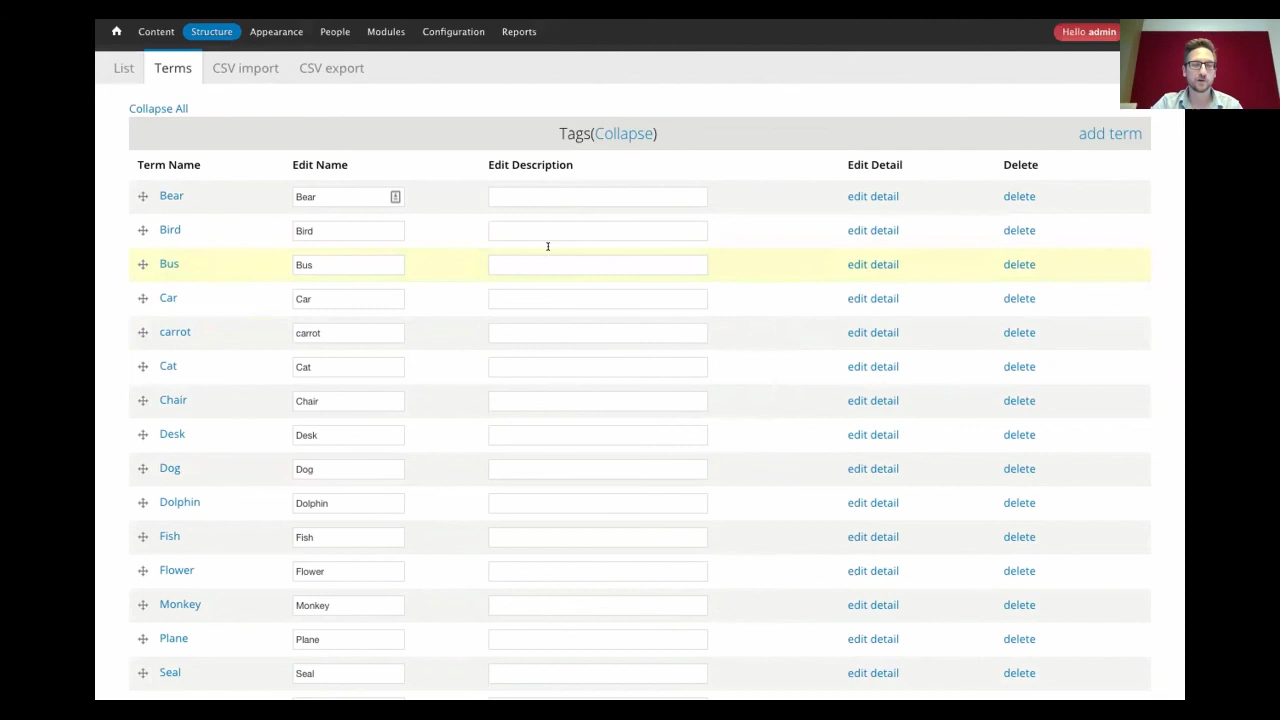 Content Structure Appearance People Modules Configuration Reports Hello admin
List Terms CSV import CSV export
Collapse All
Tags(Collapse) add term
Term Name Edit Name Edit Description Edit Detail Delete
Bear Bear edit detail delete
Bird Bird edit detail delete
Bus Bus edit detail delete
Car Car edit detail delete
carrot carrot edit detail delete
Cat Cat edit detail delete
Chair Chair edit detail delete
Desk Desk edit detail delete
Dog Dog edit detail delete
Dolphin Dolphin edit detail delete
Fish Fish edit detail delete
Flower Flower edit detail delete
Monkey Monkey edit detail delete
Plane Plane edit detail delete
Seal Seal edit detail delete